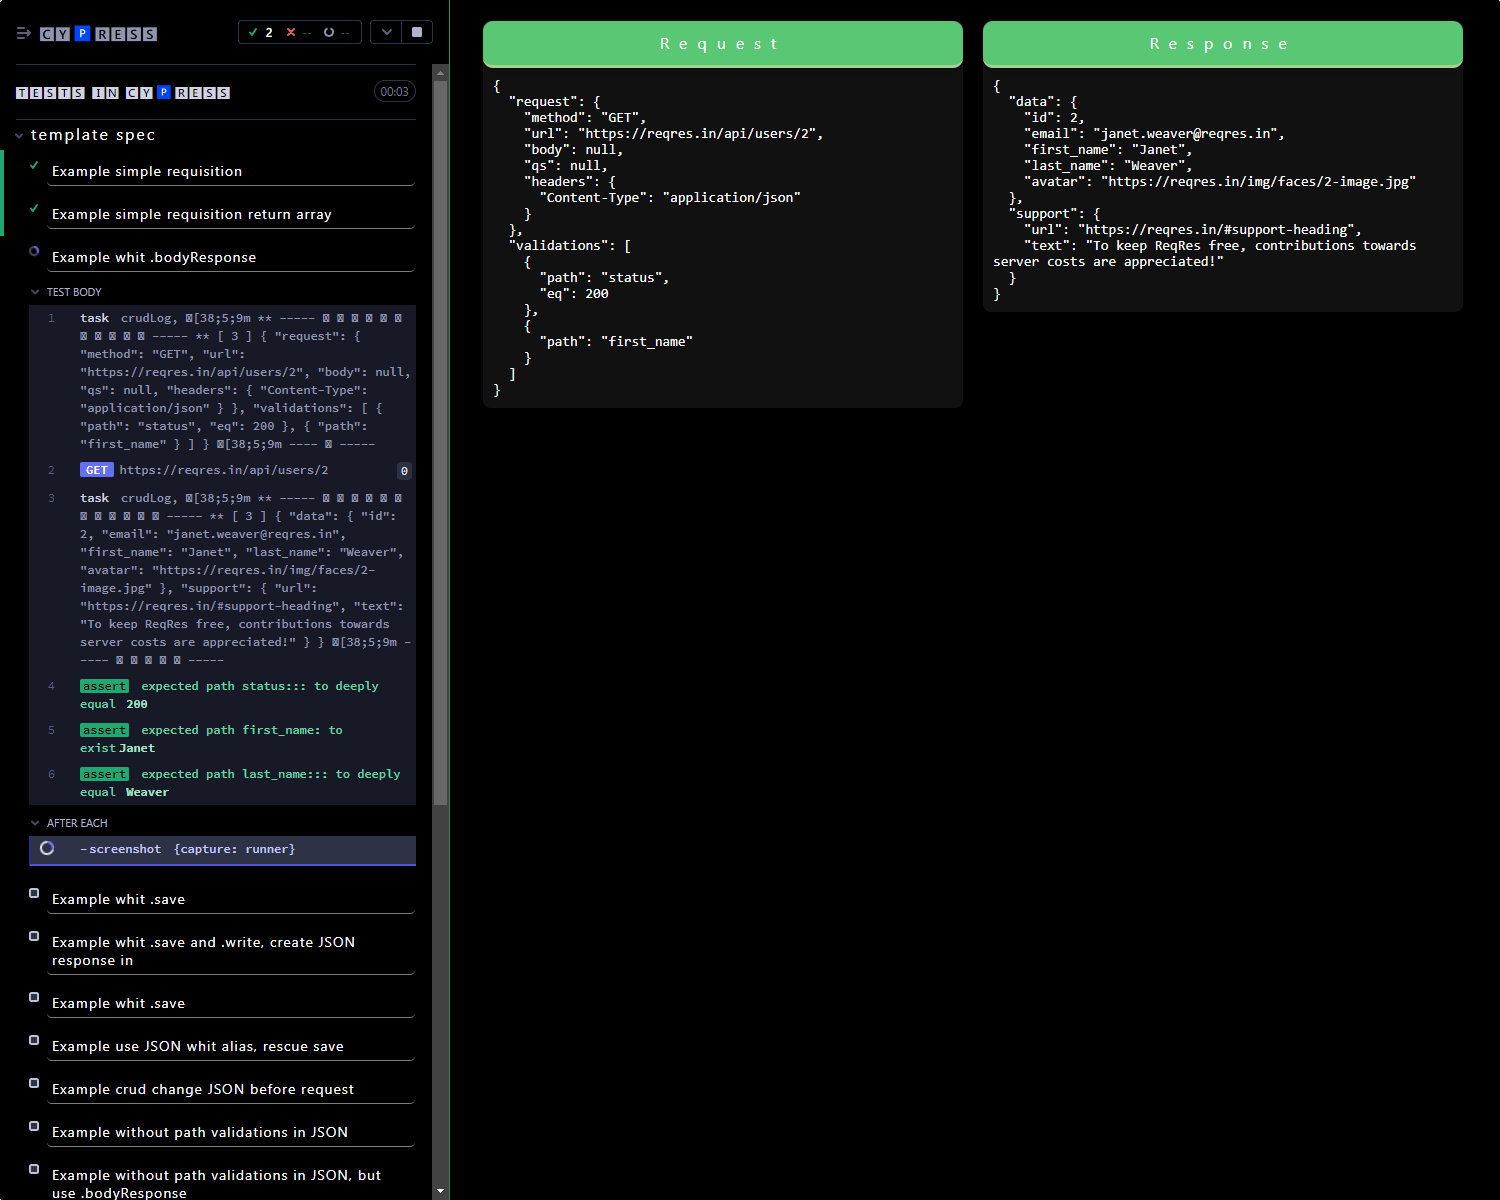 CYPRESS
2 -- --
TESTS IN CYPRESS
00:03
template spec
Example simple requisition
Example simple requisition return array
Example whit .bodyResponse
TEST BODY
1 task crudLog, [38;5;9m ** -----
----- ** [ 3 ] { "request": {
"method": "GET", "url":
"https://reqres.in/api/users/2", "body": null,
"qs": null, "headers": { "Content-Type":
"application/json" } }, "validations": [ {
"path": "status", "eq": 200 }, { "path":
"first_name" } ] } [38;5;9m ---- -----
2 GET https://reqres.in/api/users/2 0
3 task crudLog, [38;5;9m ** -----
----- ** [ 3 ] { "data": { "id":
2, "email": "janet.weaver@reqres.in",
"first_name": "Janet", "last_name": "Weaver",
"avatar": "https://reqres.in/img/faces/2-
image.jpg" }, "support": { "url":
"https://reqres.in/#support-heading", "text":
"To keep ReqRes free, contributions towards
server costs are appreciated!" } } [38;5;9m -
---- -----
4 assert expected path status::: to deeply
equal 200
5 assert expected path first_name: to
exist Janet
6 assert expected path last_name::: to deeply
equal Weaver
AFTER EACH
-screenshot {capture: runner}
Example whit .save
Example whit .save and .write, create JSON
response in
Example whit .save
Example use JSON whit alias, rescue save
Example crud change JSON before request
Example without path validations in JSON
Example without path validations in JSON, but
use .bodyResponse
Request
{
"request": {
"method": "GET",
"url": "https://reqres.in/api/users/2",
"body": null,
"qs": null,
"headers": {
"Content-Type": "application/json"
}
},
"validations": [
{
"path": "status",
"eq": 200
},
{
"path": "first_name"
}
]
}
Response
{
"data": {
"id": 2,
"email": "janet.weaver@reqres.in",
"first_name": "Janet",
"last_name": "Weaver",
"avatar": "https://reqres.in/img/faces/2-image.jpg"
},
"support": {
"url": "https://reqres.in/#support-heading",
"text": "To keep ReqRes free, contributions towards
server costs are appreciated!"
}
}